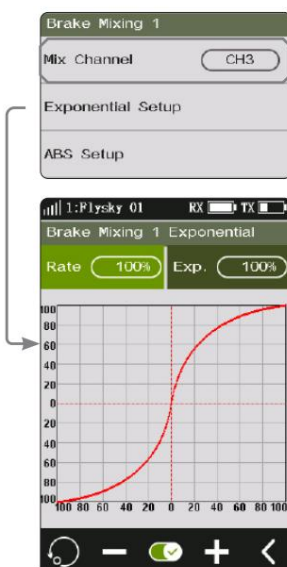 Brake Mixing 1
Mix Channel CH3
Exponential Setup
ABS Setup
1:Flysky 01 RX TX
Brake Mixing 1 Exponential
Rate 100% Exp. 100%
100
80
60
40
20
0
20
40
60
80
100
100 80 60 40 20 0 20 40 60 80 100